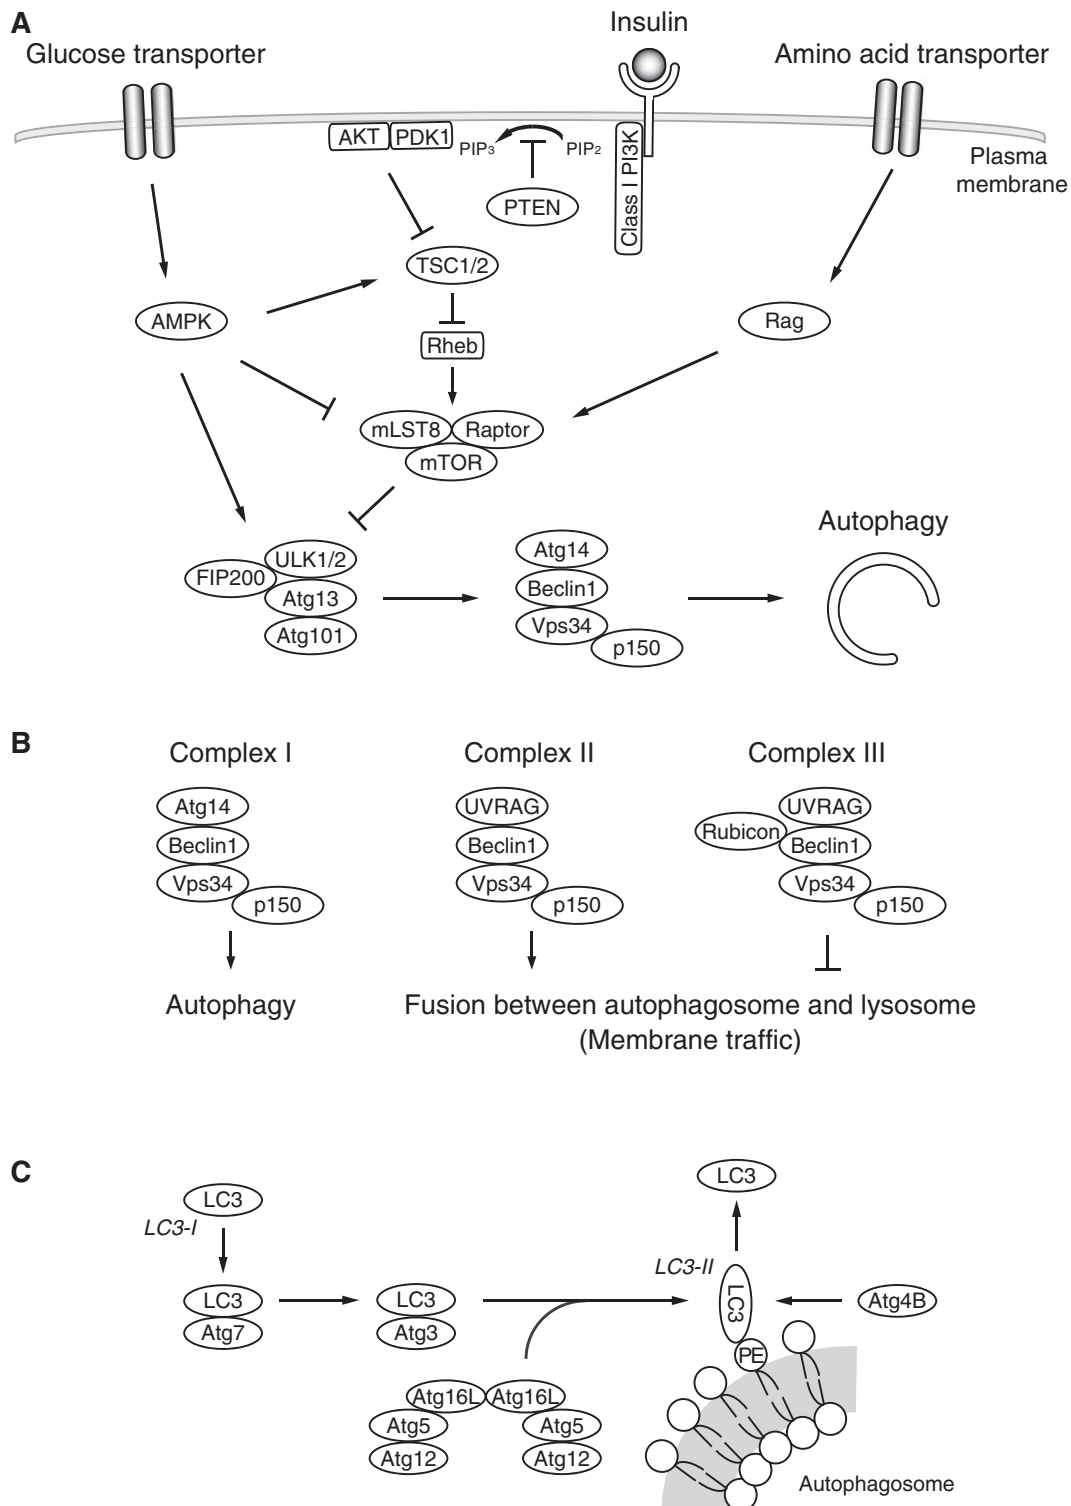 A
Insulin
Glucose transporter
Amino acid transporter
AKT PDK1
PIP3
PIP2
Class I PI3K
Plasma
membrane
PTEN
TSC1/2
AMPK
Rag
Rheb
mLST8 Raptor
mTOR
Autophagy
ULK1/2
FIP200
Atg13
Atg101
Atg14
Beclin1
Vps34
p150
B
Complex I
Complex II
Complex III
Atg14
Beclin1
Vps34
p150
UVRAG
Beclin1
Vps34
p150
UVRAG
Rubicon
Beclin1
Vps34
p150
Autophagy
Fusion between autophagosome and lysosome
(Membrane traffic)
C
LC3
LC3-I
LC3
Atg7
LC3
Atg3
LC3
LC3-II
LC3
PE
Atg4B
Atg16L Atg16L
Atg5
Atg12
Atg5
Atg12
Autophagosome